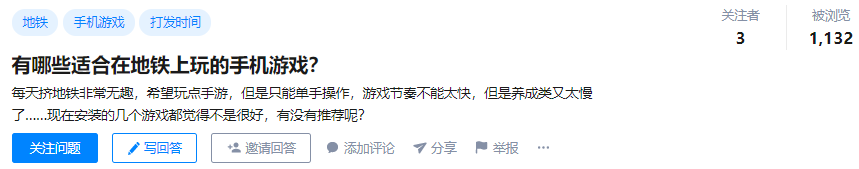 地铁 手机游戏 打发时间
关注者 被浏览
3 1,132
有哪些适合在地铁上玩的手机游戏？
每天挤地铁非常无趣，希望玩点手游，但是只能单手操作，游戏节奏不能太快，但是养成类又太慢
了......现在安装的几个游戏都觉得不是很好，有没有推荐呢？
关注问题 写回答 邀请回答 添加评论 分享 举报 ...